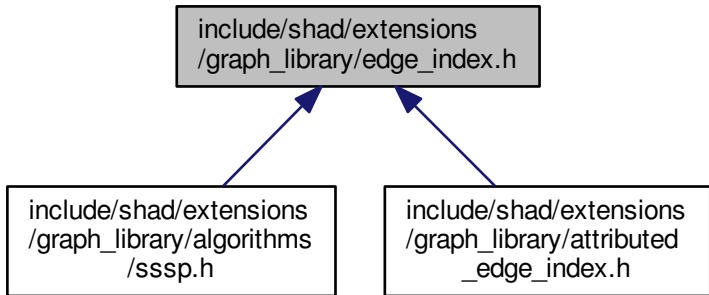 include/shad/extensions
/graph_library/edge_index.h
include/shad/extensions
/graph_library/algorithms
/sssp.h
include/shad/extensions
/graph_library/attributed
_edge_index.h